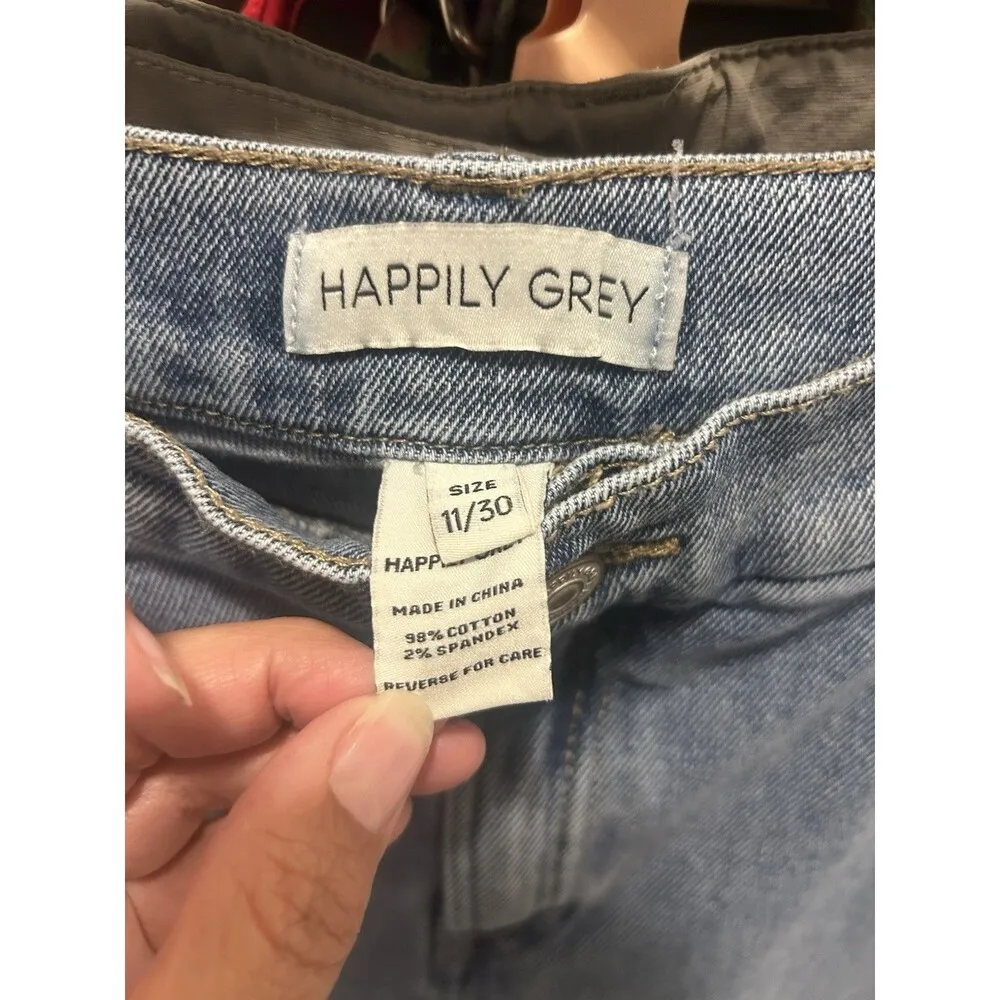 HAPPILY GREY
SIZE
11/30
MADE IN CHINA
98% COTTON
2% SPANDEX
REVERSE FOR CARE